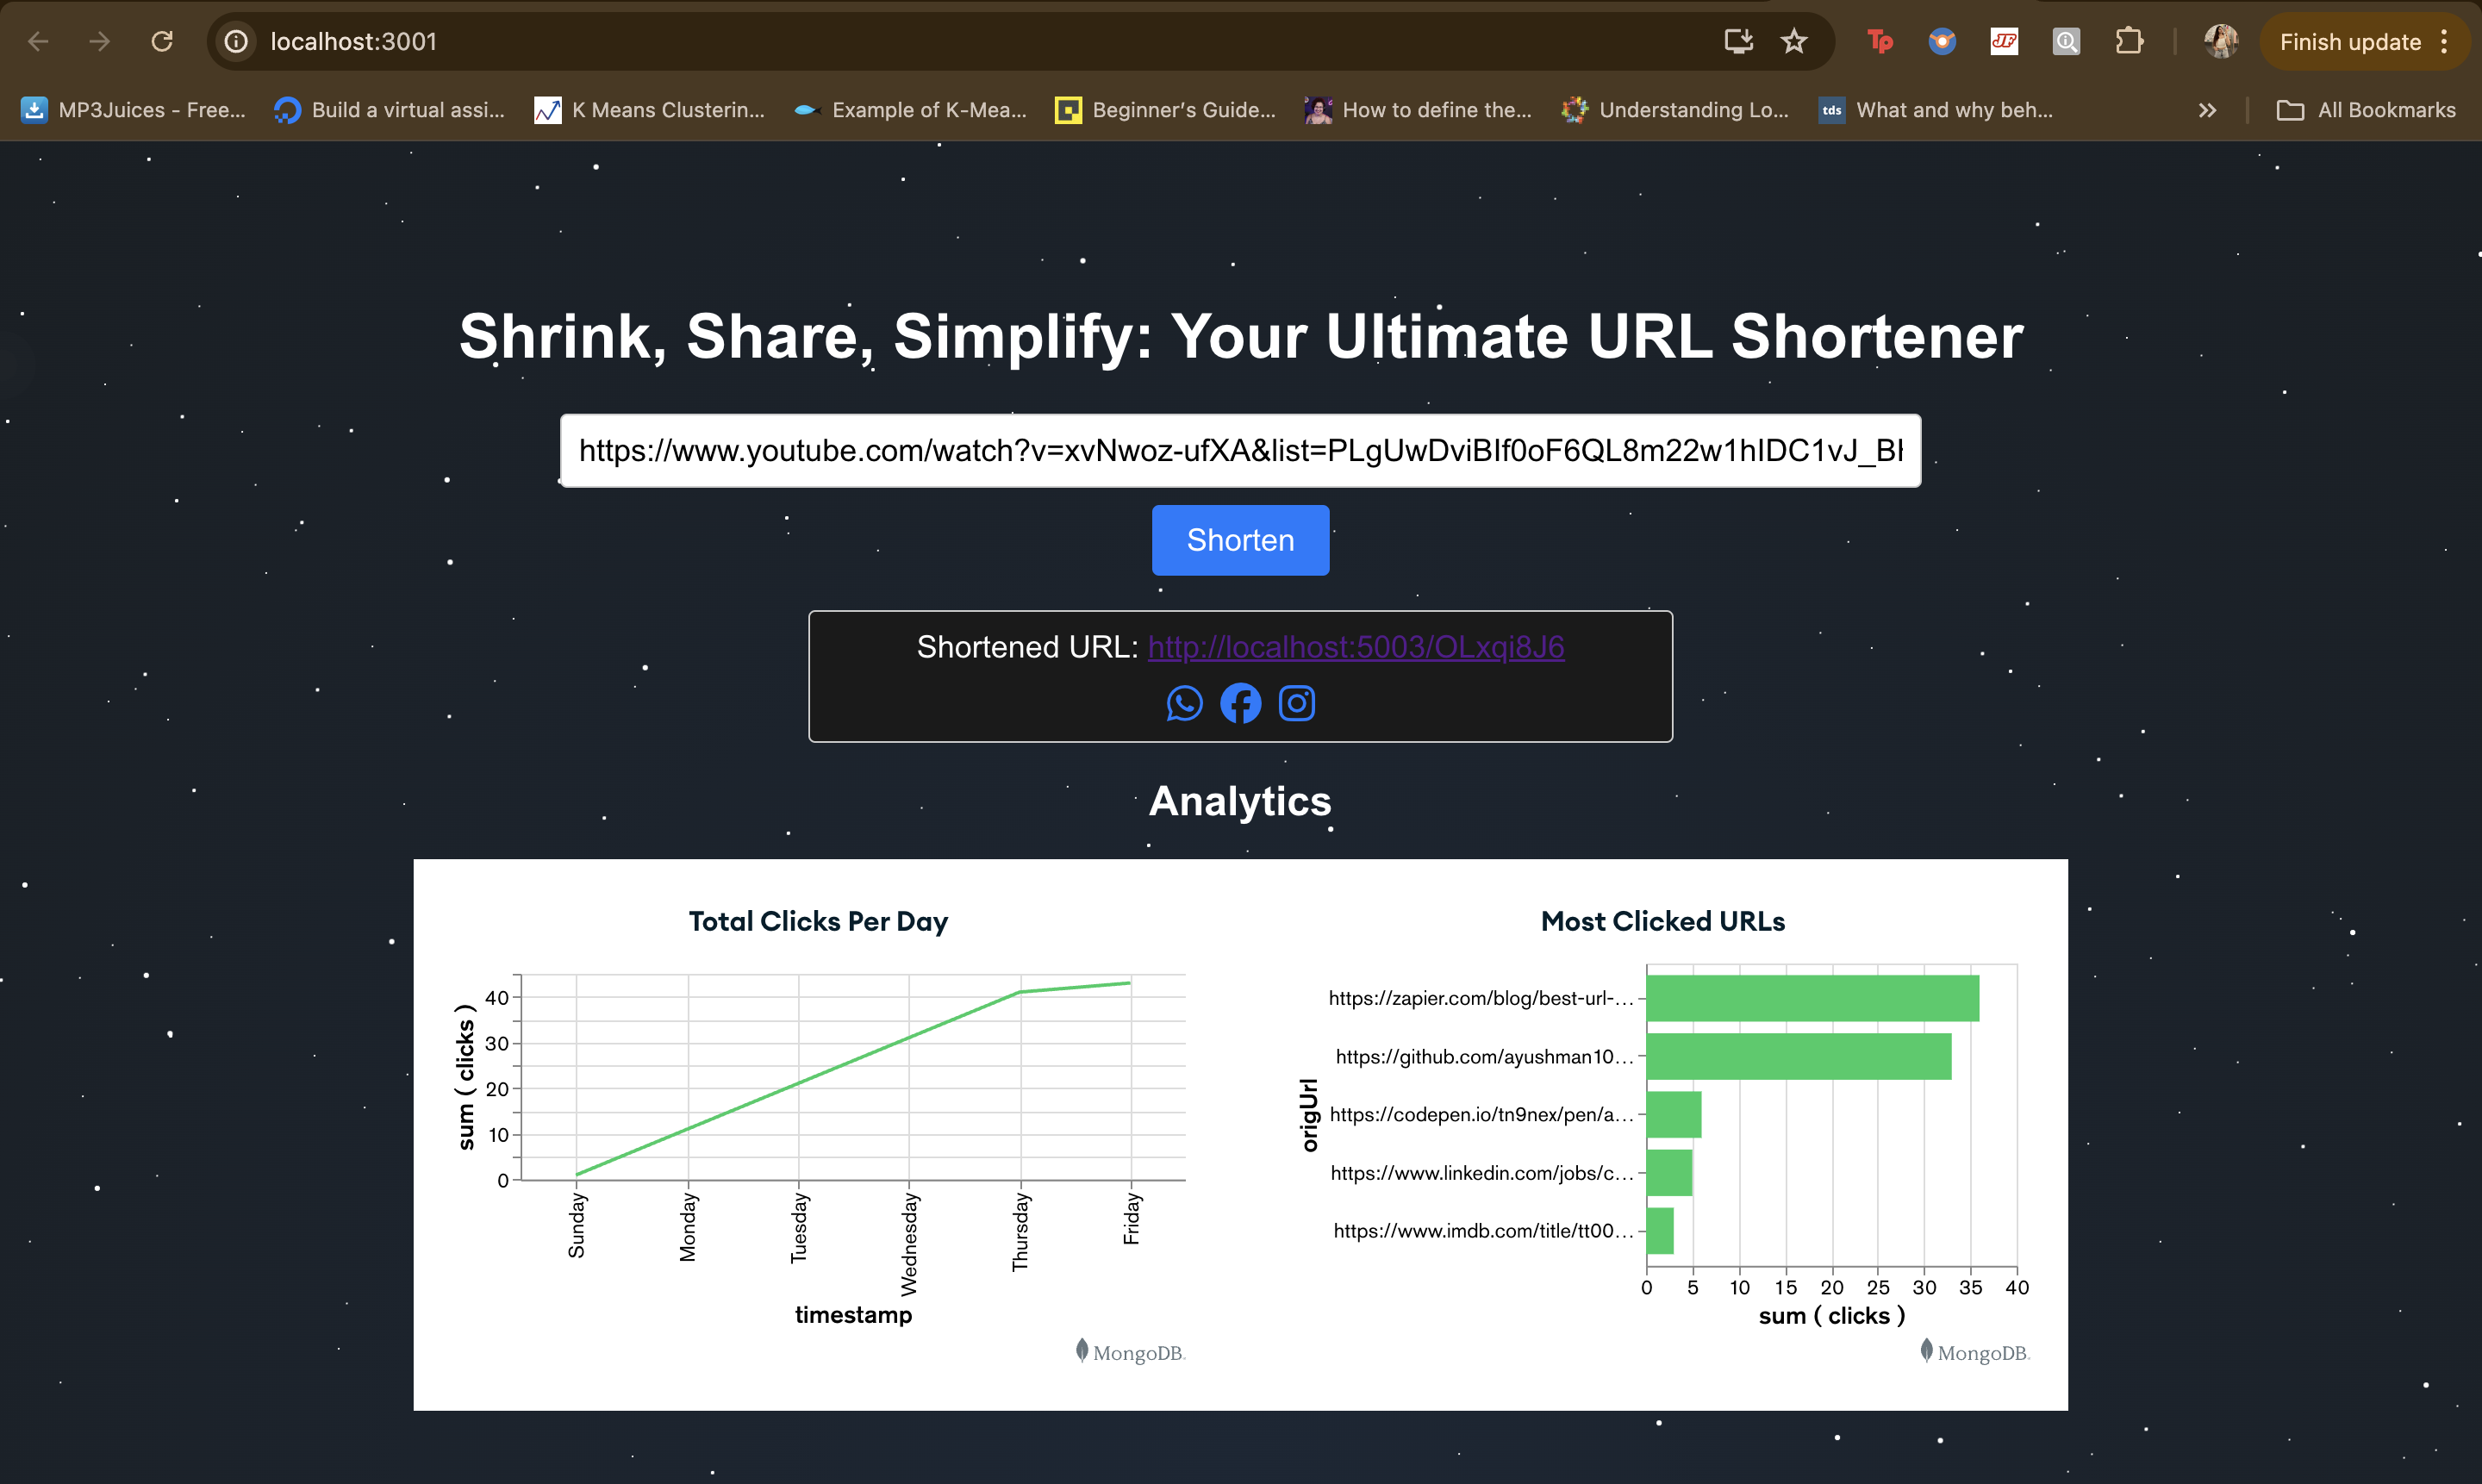 localhost:3001
Finish update
MP3Juices - Free...
Build a virtual assi...
K Means Clusterin...
Example of K-Mea...
Beginner's Guide...
How to define the...
Understanding Lo...
tds What and why beh...
All Bookmarks
Shrink, Share, Simplify: Your Ultimate URL Shortener
https://www.youtube.com/watch?v=xvNwoz-ufXA&list=PLgUwDviBIf0oF6QL8m22w1hIDC1vJ_B
Shorten
Shortened URL: http://localhost:5003/OLxqi8J6
Analytics
Total Clicks Per Day
sum ( clicks )
40
30
20
10
0
Sunday
Monday
Tuesday
Wednesday
Thursday
Friday
timestamp
MongoDB.
Most Clicked URLs
origUrl
https://zapier.com/blog/best-url-...
https://github.com/ayushman10...
https://codepen.io/tn9nex/pen/a...
https://www.linkedin.com/jobs/c...
https://www.imdb.com/title/tt00...
0 5 10 15 20 25 30 35 40
sum ( clicks )
MongoDB.